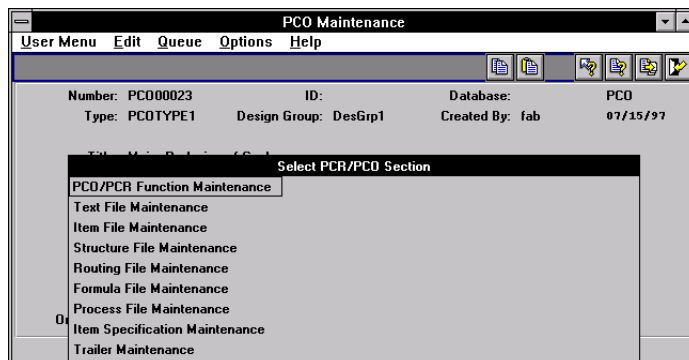 PCO Maintenance
User Menu Edit Queue Options Help
Number: PCO00023 ID: Database: PCO
Type: PCOTYPE1 Design Group: DesGrp1 Created By: fab 07/15/97
Select PCR/PCO Section
PCO/PCR Function Maintenance
Text File Maintenance
Item File Maintenance
Structure File Maintenance
Routing File Maintenance
Formula File Maintenance
Process File Maintenance
Item Specification Maintenance
Trailer Maintenance